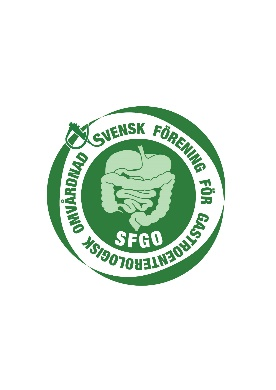 SVENSK FÖRENING FÖR GASTROENTEROLOGISK OMVÅRDNAD
SFGO